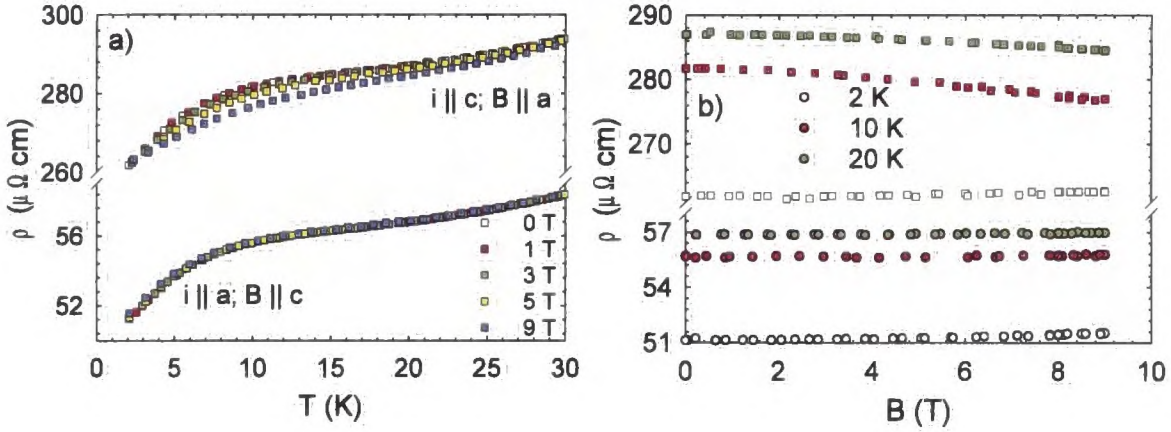 a)
300
280
260
56
52
ρ (μ Ω cm)
i || c; B || a
i || a; B || c
0 T
1 T
3 T
5 T
9 T
0 5 10 15 20 25 30
T (K)
b)
290
280
270
57
54
51
ρ (μ Ω cm)
2 K
10 K
20 K
0 2 4 6 8 10
B (T)